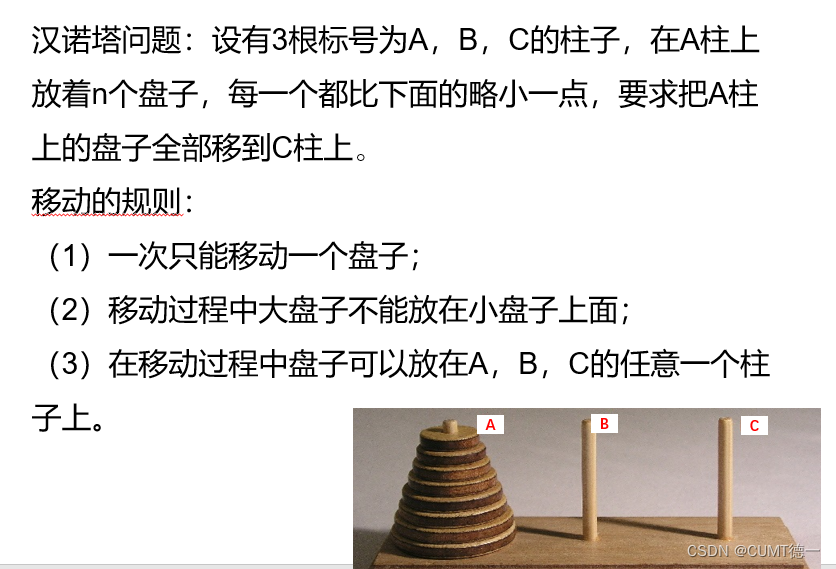 汉诺塔问题：设有3根标号为A，B，C的柱子，在A柱上
放着n个盘子，每一个都比下面的略小一点，要求把A柱
上的盘子全部移到C柱上。
移动的规则：
（1）一次只能移动一个盘子；
（2）移动过程中大盘子不能放在小盘子上面；
（3）在移动过程中盘子可以放在A，B，C的任意一个柱
子上。
A
B
C
CSDN @CUMT德一